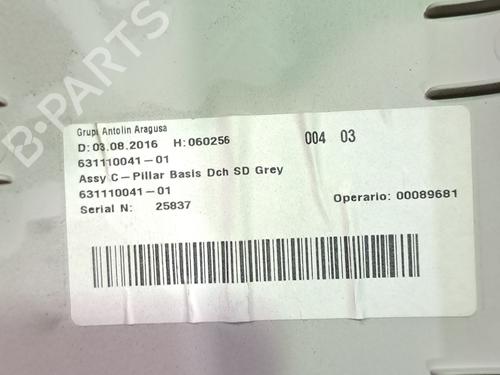 B-PARTS
Grupo Antolin Aragusa
D:03.08.2016 H:060256 004 03
631110041-01
Assy C-Pillar Basis Dch SD Grey
631110041-01 Operario: 00089681
Serial N: 25837